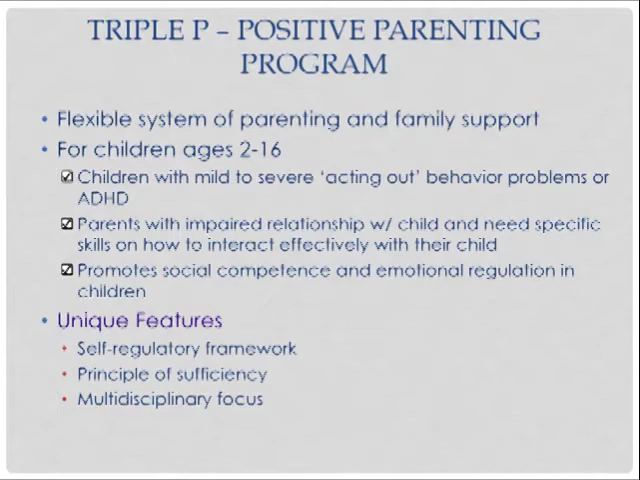 TRIPLE P – POSITIVE PARENTING
PROGRAM
• Flexible system of parenting and family support
• For children ages 2-16
☑ Children with mild to severe ‘acting out’ behavior problems or
ADHD
☑ Parents with impaired relationship w/ child and need specific
skills on how to interact effectively with their child
☑ Promotes social competence and emotional regulation in
children
• Unique Features
• Self-regulatory framework
• Principle of sufficiency
• Multidisciplinary focus